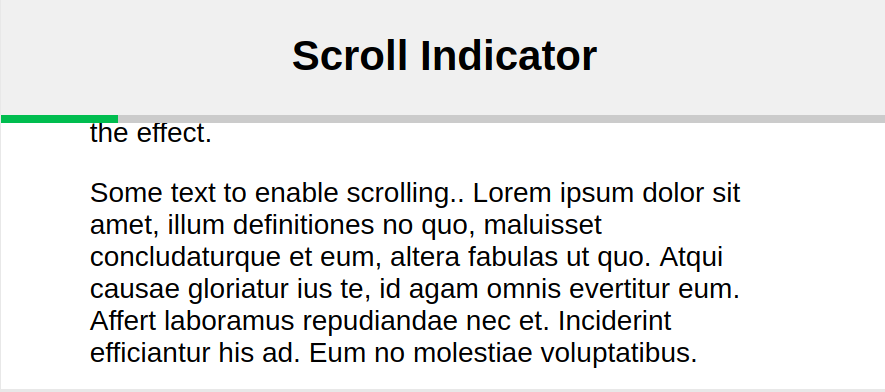 Scroll Indicator
the effect.
Some text to enable scrolling.. Lorem ipsum dolor sit
amet, illum definitiones no quo, maluisset
concludaturque et eum, altera fabulas ut quo. Atqui
causae gloriatur ius te, id agam omnis evertitur eum.
Affert laboramus repudiandae nec et. Inciderint
efficiantur his ad. Eum no molestiae voluptatibus.